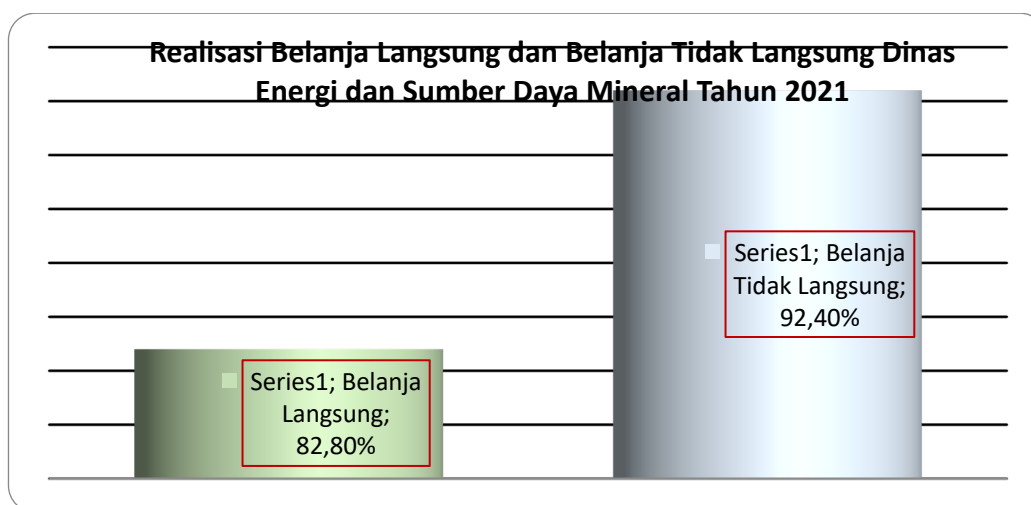 Realisasi Belanja Langsung dan Belanja Tidak Langsung Dinas
Energi dan Sumber Daya Mineral Tahun 2021
Series1; Belanja
Tidak Langsung;
92,40%
Series1; Belanja
Langsung;
82,80%